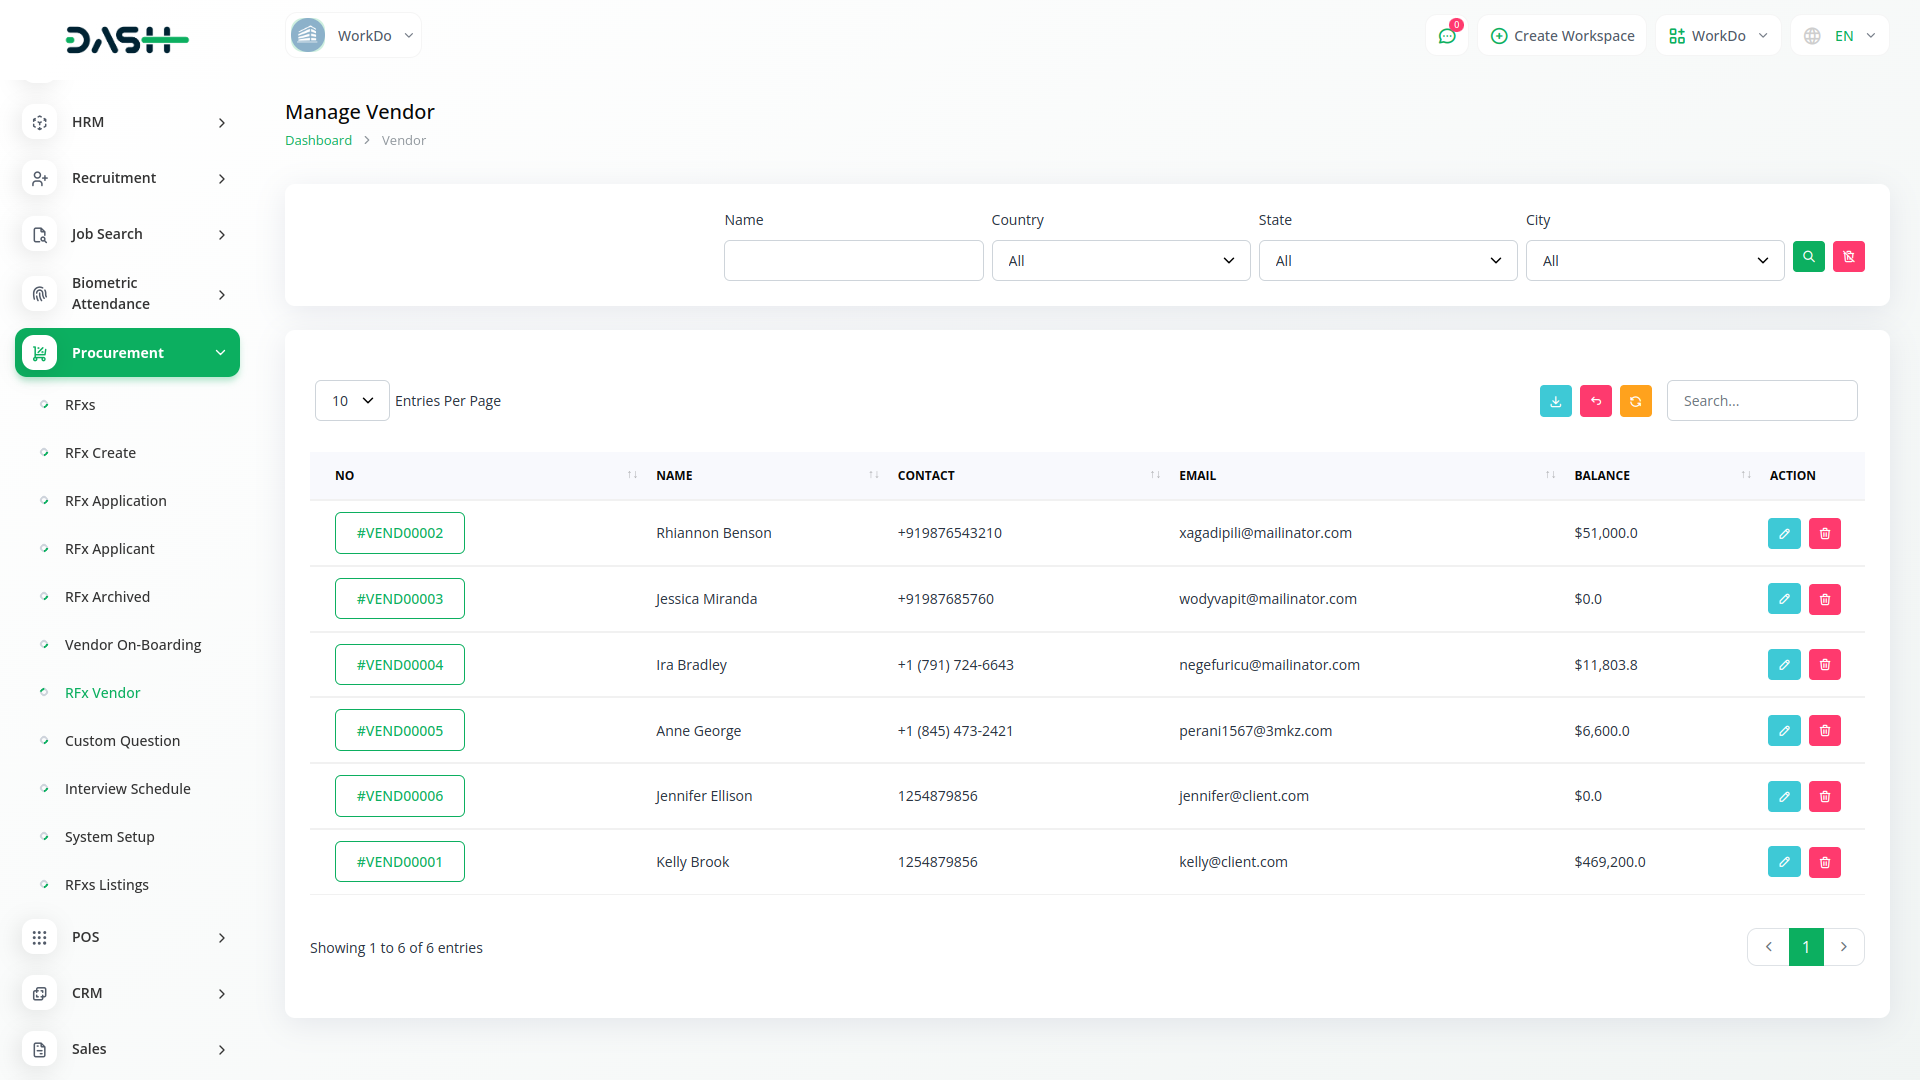 DASH
WorkDo
0
Create Workspace
WorkDo
EN
HRM
Recruitment
Job Search
Biometric
Attendance
Procurement
RFxs
RFx Create
RFx Application
RFx Applicant
RFx Archived
Vendor On-Boarding
RFx Vendor
Custom Question
Interview Schedule
System Setup
RFxs Listings
POS
CRM
Sales
Manage Vendor
Dashboard > Vendor
Name Country State City
All All All
10 Entries Per Page
Search...
NO NAME CONTACT EMAIL BALANCE ACTION
#VEND00002 Rhiannon Benson +919876543210 xagadipili@mailinator.com $51,000.0
#VEND00003 Jessica Miranda +91987685760 wodyvapit@mailinator.com $0.0
#VEND00004 Ira Bradley +1 (791) 724-6643 negefuricu@mailinator.com $11,803.8
#VEND00005 Anne George +1 (845) 473-2421 perani1567@3mkz.com $6,600.0
#VEND00006 Jennifer Ellison 1254879856 jennifer@client.com $0.0
#VEND00001 Kelly Brook 1254879856 kelly@client.com $469,200.0
Showing 1 to 6 of 6 entries
1